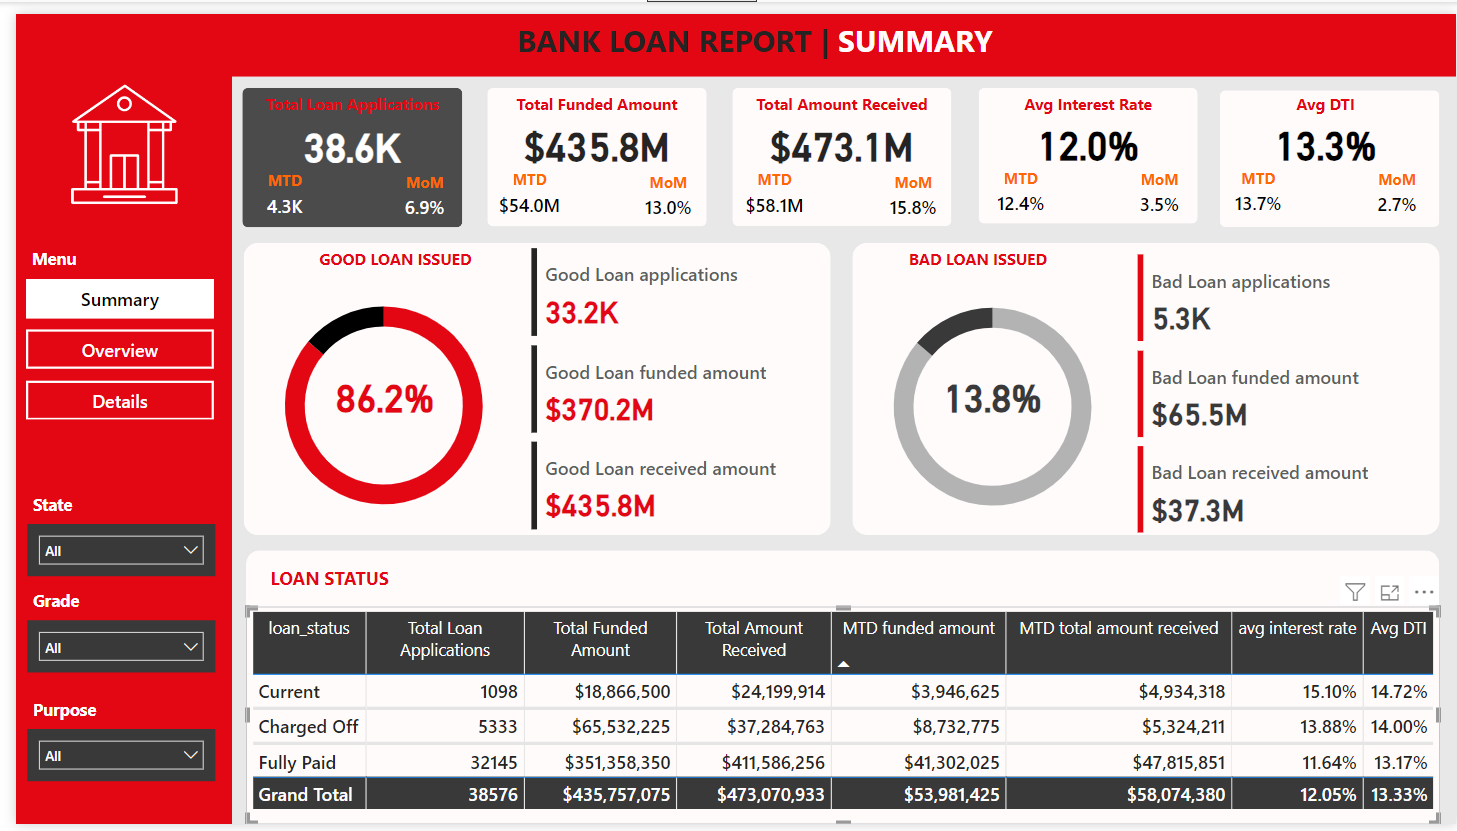 BANK LOAN REPORT | SUMMARY
Menu
Summary
Overview
Details
State
All
Grade
All
Purpose
All
Total Loan Applications
38.6K
MTD MoM
4.3K 6.9%
Total Funded Amount
$435.8M
MTD MoM
$54.0M 13.0%
Total Amount Received
$473.1M
MTD MoM
$58.1M 15.8%
Avg Interest Rate
12.0%
MTD MoM
12.4% 3.5%
Avg DTI
13.3%
MTD MoM
13.7% 2.7%
GOOD LOAN ISSUED
86.2%
Good Loan applications
33.2K
Good Loan funded amount
$370.2M
Good Loan received amount
$435.8M
BAD LOAN ISSUED
13.8%
Bad Loan applications
5.3K
Bad Loan funded amount
$65.5M
Bad Loan received amount
$37.3M
LOAN STATUS
loan_status Total Loan Applications Total Funded Amount Total Amount Received MTD funded amount MTD total amount received avg interest rate Avg DTI
Current 1098 $18,866,500 $24,199,914 $3,946,625 $4,934,318 15.10% 14.72%
Charged Off 5333 $65,532,225 $37,284,763 $8,732,775 $5,324,211 13.88% 14.00%
Fully Paid 32145 $351,358,350 $411,586,256 $41,302,025 $47,815,851 11.64% 13.17%
Grand Total 38576 $435,757,075 $473,070,933 $53,981,425 $58,074,380 12.05% 13.33%